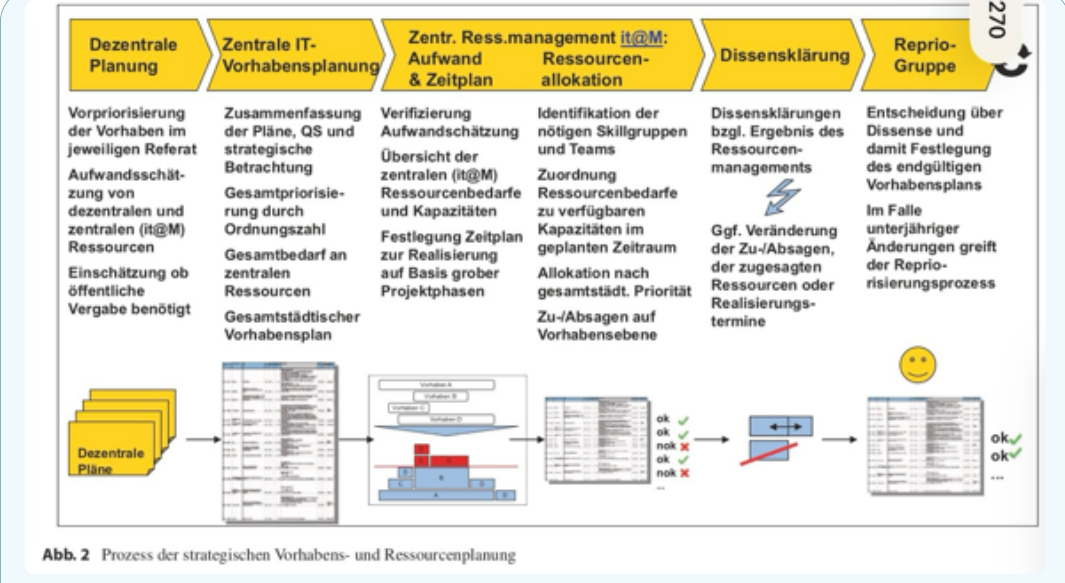 270
Dezentrale
Planung
Zentrale IT-
Vorhabensplanung
Zentr. Ress.management it@M:
Aufwand
& Zeitplan
Ressourcen-
allokation
Dissensklärung
Reprio-
Gruppe
Vorpriorisierung
der Vorhaben im
jeweiligen Referat
Aufwandsschät-
zung von
dezentralen und
zentralen (it@M)
Ressourcen
Einschätzung ob
öffentliche
Vergabe benötigt
Zusammenfassung
der Pläne, QS und
strategische
Betrachtung
Gesamtpriorisie-
rung durch
Ordnungszahl
Gesamtbedarf an
zentralen
Ressourcen
Gesamtstädtischer
Vorhabensplan
Verifizierung
Aufwandschätzung
Übersicht der
zentralen (it@M)
Ressourcenbedarfe
und Kapazitäten
Festlegung Zeitplan
zur Realisierung
auf Basis grober
Projektphasen
Identifikation der
nötigen Skillgruppen
und Teams
Zuordnung
Ressourcenbedarfe
zu verfügbaren
Kapazitäten im
geplanten Zeitraum
Allokation nach
gesamtstädt. Priorität
Zu-/Absagen auf
Vorhabensebene
Dissensklärungen
bzgl. Ergebnis des
Ressourcen-
managements
Ggf. Veränderung
der Zu-/Absagen,
der zugesagten
Ressourcen oder
Realisierungs-
termine
Entscheidung über
Dissense und
damit Festlegung
des endgültigen
Vorhabensplans
Im Falle
unterjähriger
Änderungen greift
der Reprio-
risierungsprozess
Dezentrale
Pläne
Vorhaben A
Vorhaben B
Vorhaben C
Vorhaben D
B
C
A
D
ok
ok
nok
ok
nok
...
ok
ok
...
Abb. 2 Prozess der strategischen Vorhabens- und Ressourcenplanung